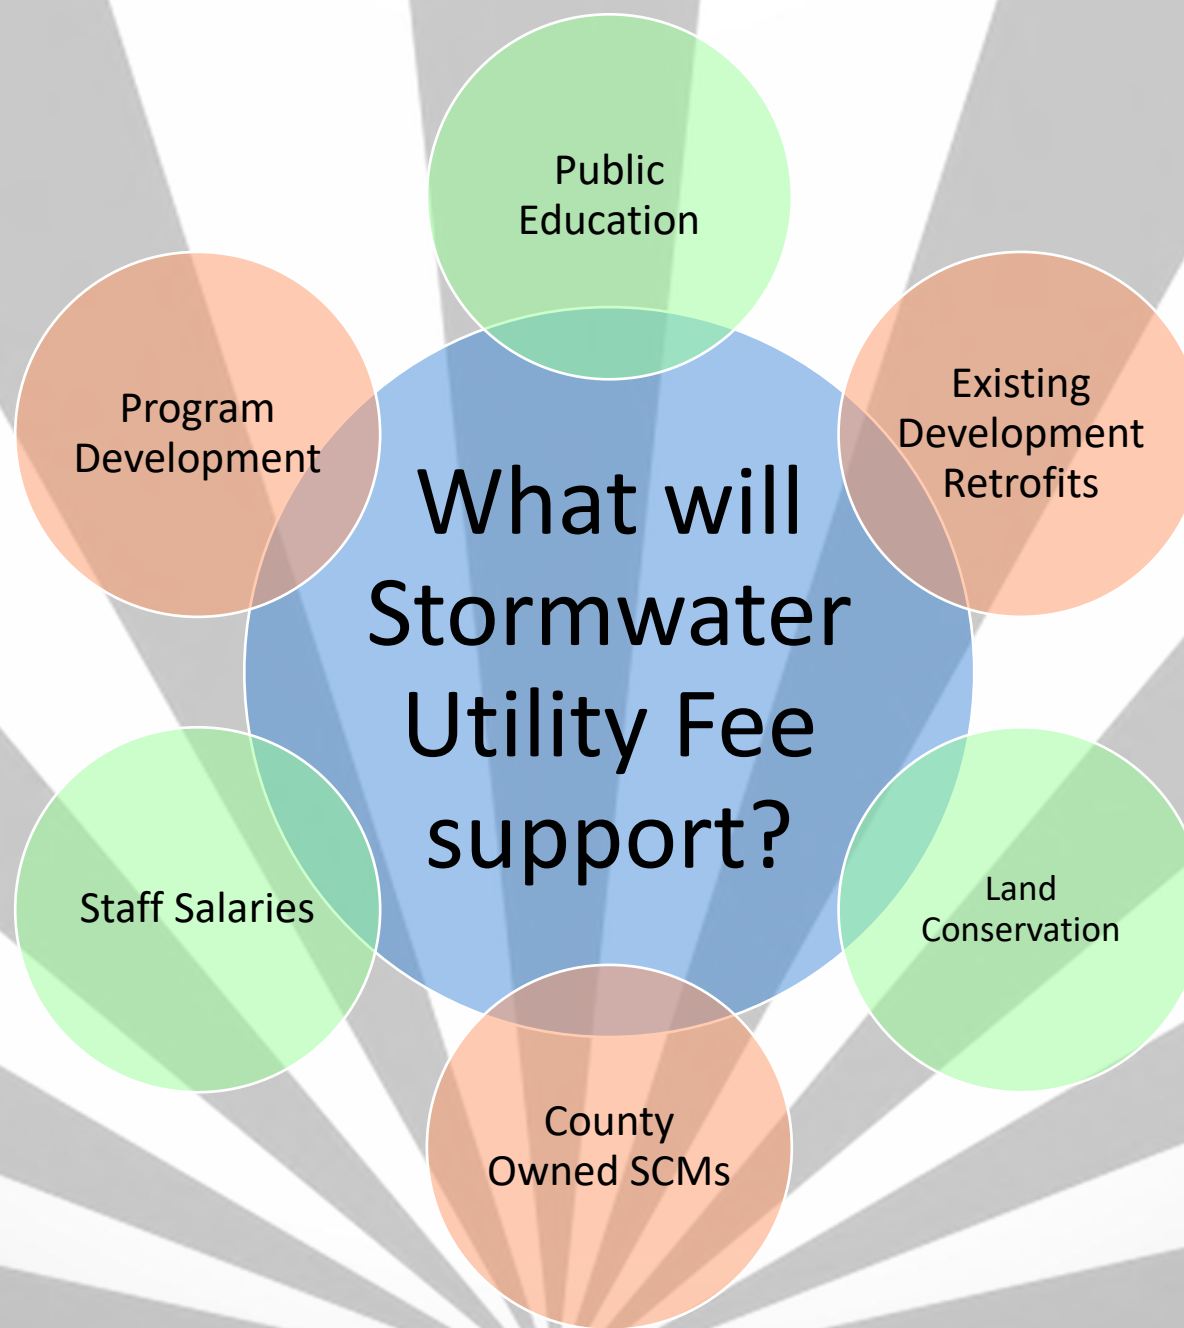 Public
Education
Existing
Development
Retrofits
Program
Development
What will
Stormwater
Utility Fee
support?
Land
Conservation
Staff Salaries
County
Owned SCMs